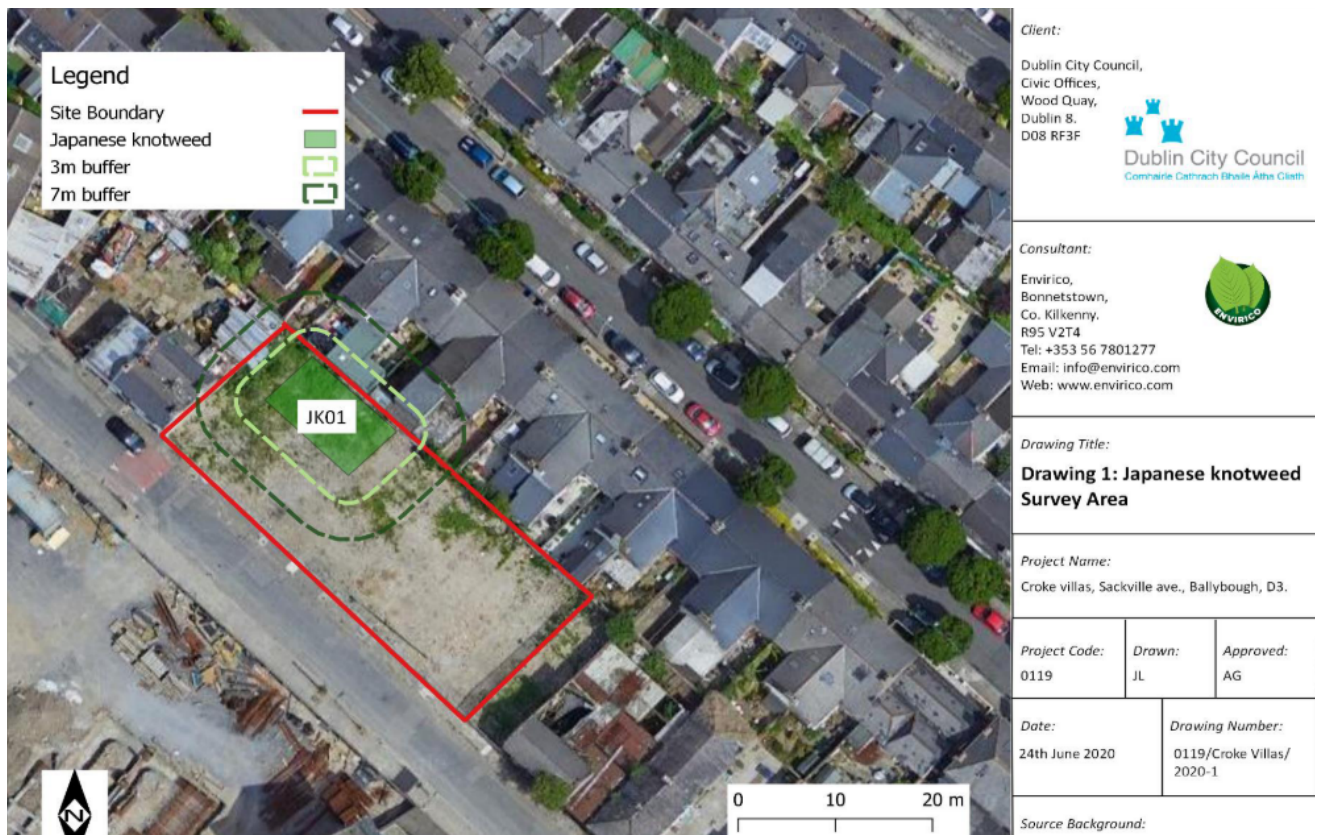 Legend
Site Boundary
Japanese knotweed
3m buffer
7m buffer
JK01
N
0 10 20 m
Client:
Dublin City Council,
Civic Offices,
Wood Quay,
Dublin 8.
D08 RF3F
Dublin City Council
Comhairle Cathrach Bhaile Átha Cliath
Consultant:
Envirico,
Bonnetstown,
Co. Kilkenny.
R95 V2T4
Tel: +353 56 7801277
Email: info@envirico.com
Web: www.envirico.com
ENVIRICO
Drawing Title:
Drawing 1: Japanese knotweed
Survey Area
Project Name:
Croke villas, Sackville ave., Ballybough, D3.
Project Code:
0119
Drawn:
JL
Approved:
AG
Date:
24th June 2020
Drawing Number:
0119/Croke Villas/
2020-1
Source Background: